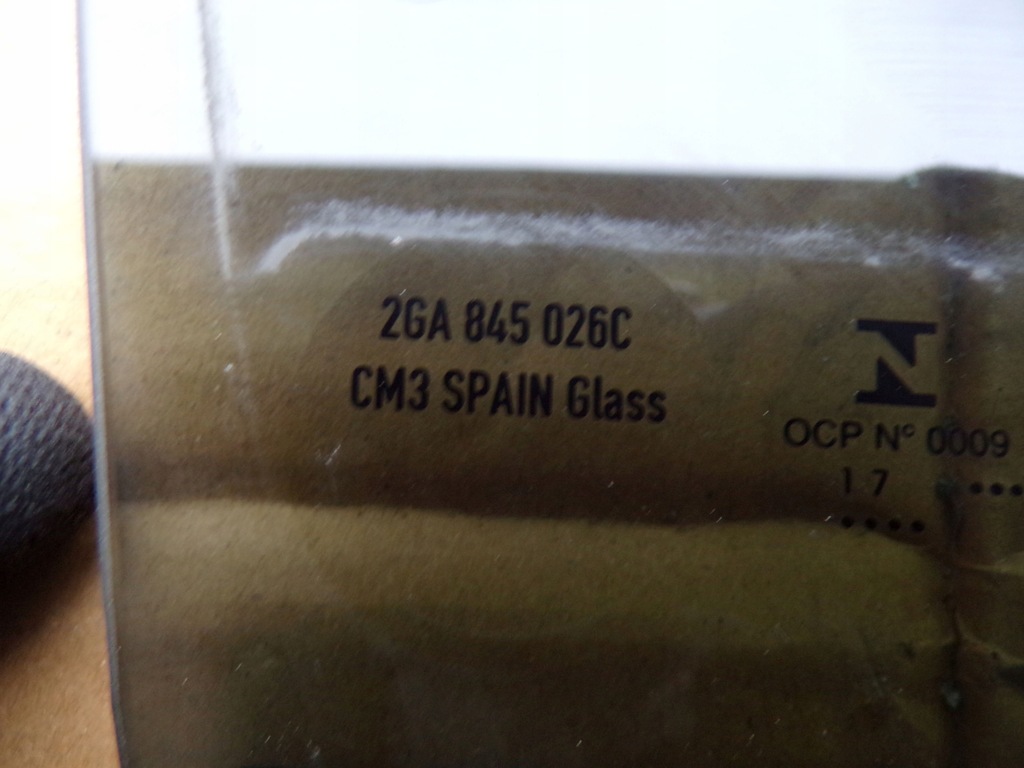 2GA 845 026C
CM3 SPAIN Glass
OCP Nº 0009
17